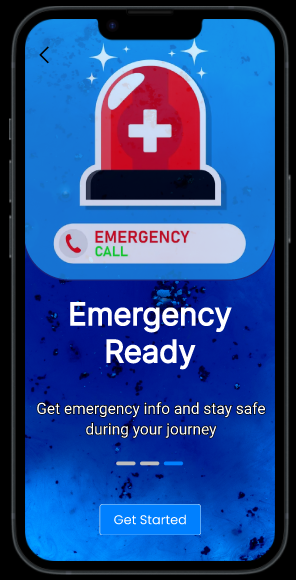 EMERGENCY
CALL
Emergency
Ready
Get emergency info and stay safe
during your journey
Get Started